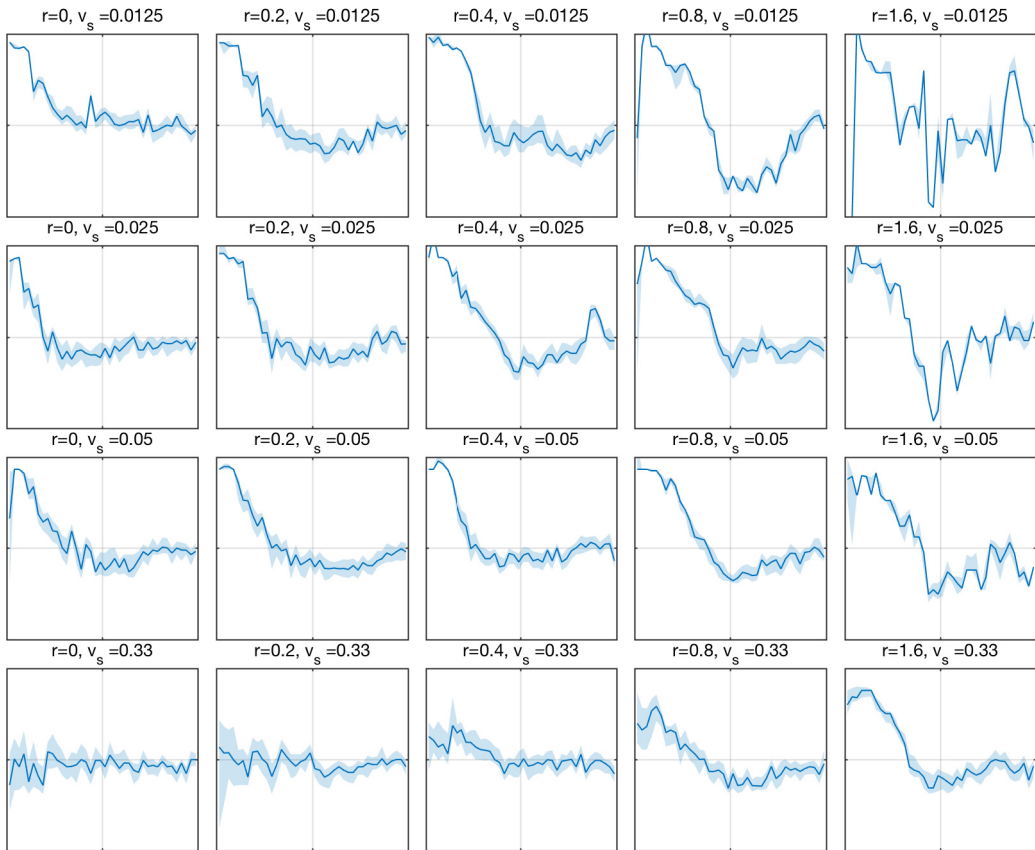 r=0, v_s =0.0125 r=0.2, v_s =0.0125 r=0.4, v_s =0.0125 r=0.8, v_s =0.0125 r=1.6, v_s =0.0125
r=0, v_s =0.025 r=0.2, v_s =0.025 r=0.4, v_s =0.025 r=0.8, v_s =0.025 r=1.6, v_s =0.025
r=0, v_s =0.05 r=0.2, v_s =0.05 r=0.4, v_s =0.05 r=0.8, v_s =0.05 r=1.6, v_s =0.05
r=0, v_s =0.33 r=0.2, v_s =0.33 r=0.4, v_s =0.33 r=0.8, v_s =0.33 r=1.6, v_s =0.33